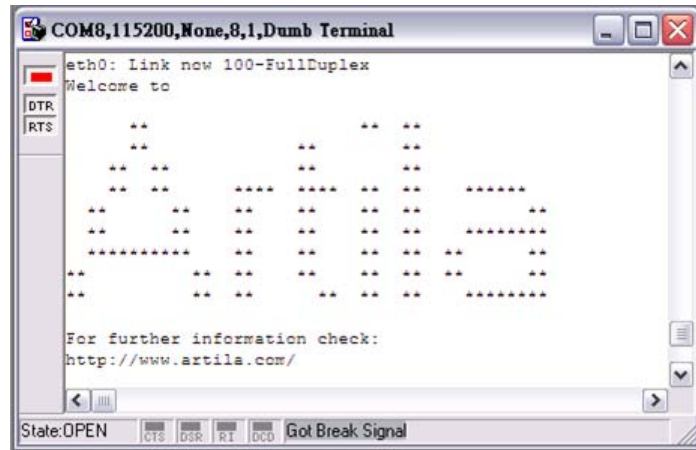 COM8,115200,None,8,1,Dumb Terminal
eth0: Link now 100-FullDuplex
Welcome to
DTR
RTS
Artila
For further information check:
http://www.artila.com/
State:OPEN CTS DSR RI DCD Got Break Signal